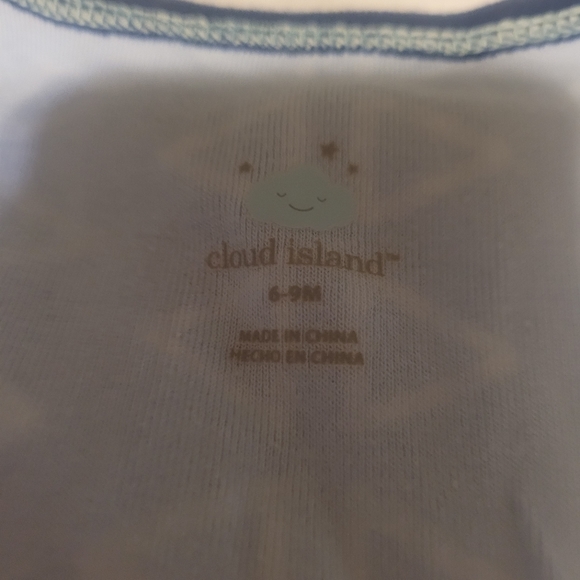 cloud island™
6-9M
MADE IN CHINA
HECHO EN CHINA